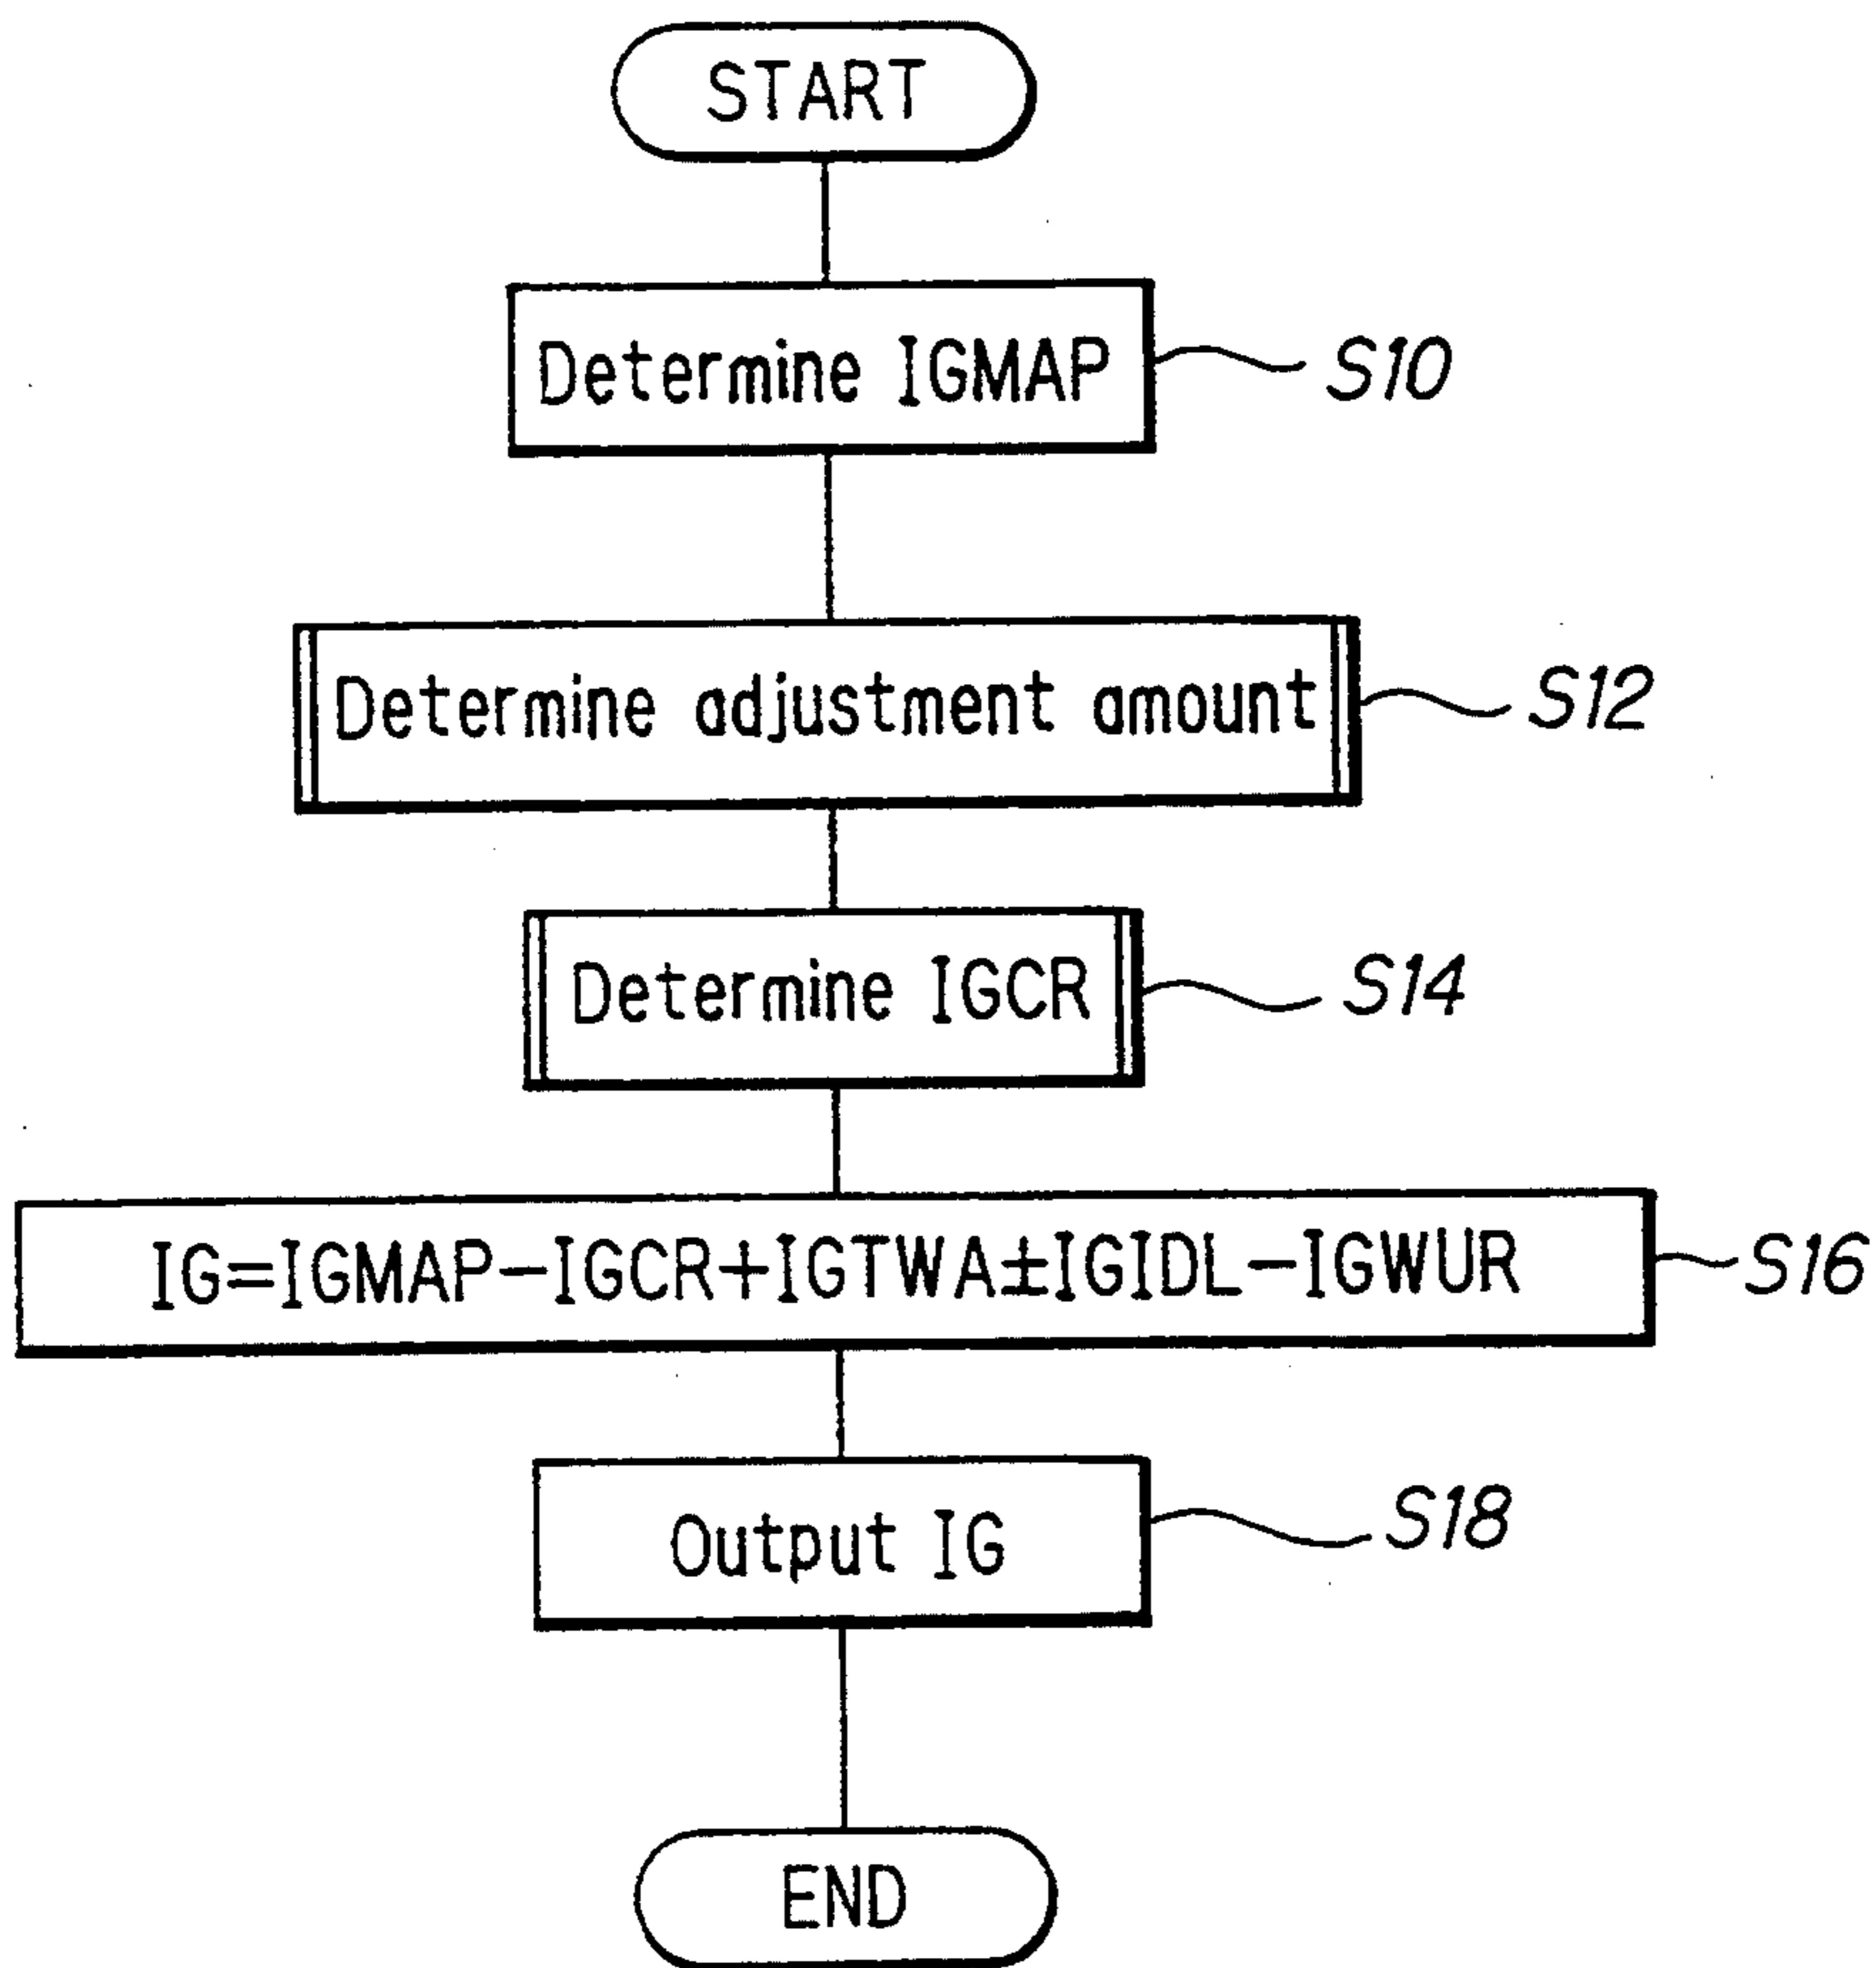 START
Determine IGMAP
S10
Determine adjustment amount
S12
Determine IGCR
S14
IG=IGMAP−IGCR+IGTWA±IGIDL−IGWUR
S16
Output IG
S18
END